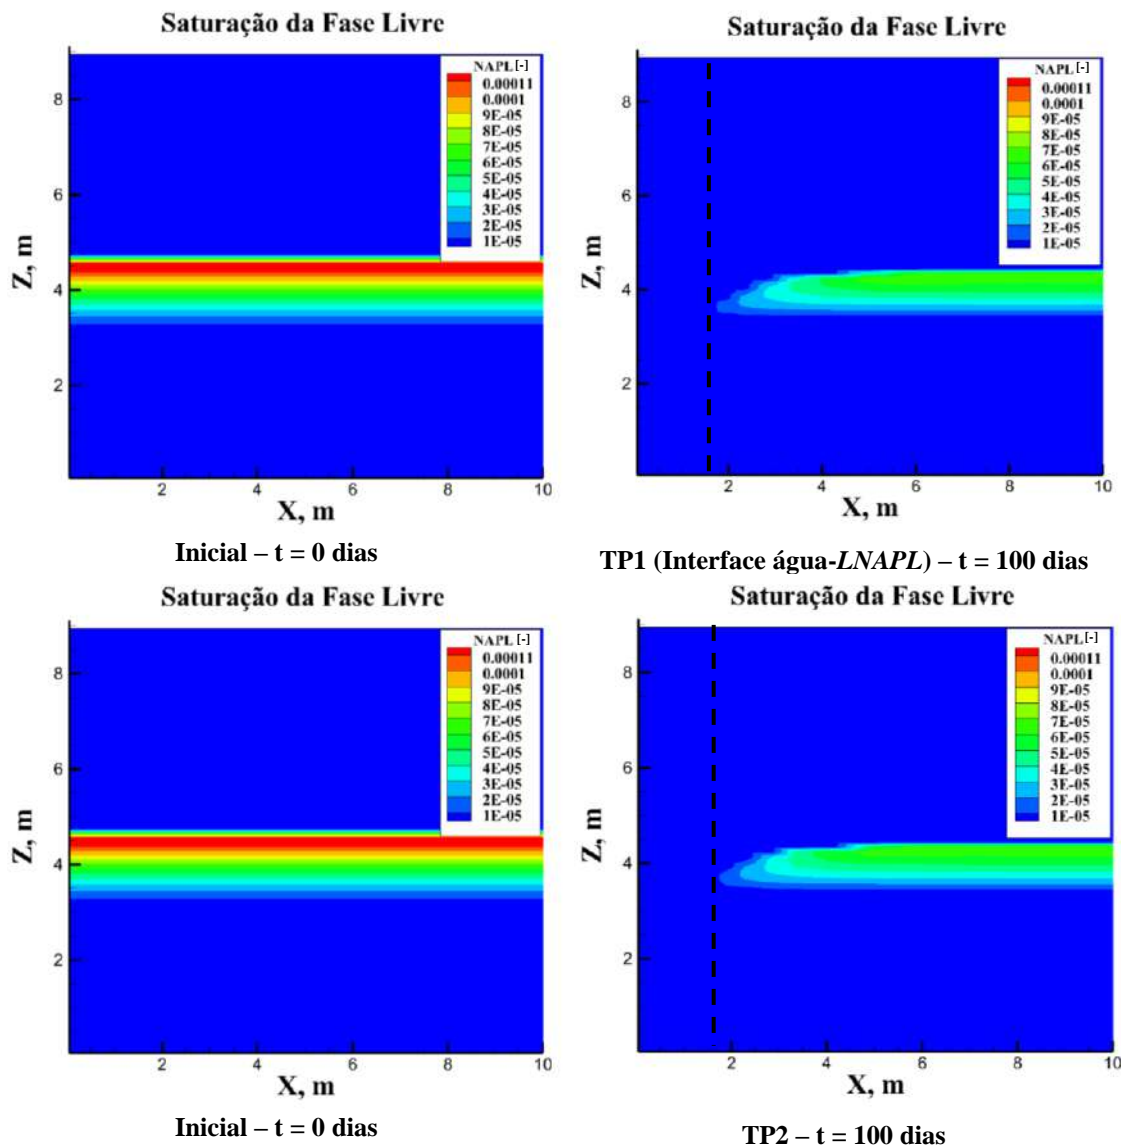 Saturação da Fase Livre
NAPL[-]
0.00011
0.0001
9E-05
8E-05
7E-05
6E-05
5E-05
4E-05
3E-05
2E-05
1E-05
8
6
4
2
Z, m
2 4 6 8 10
X, m
Inicial – t = 0 dias
Saturação da Fase Livre
NAPL[-]
0.00011
0.0001
9E-05
8E-05
7E-05
6E-05
5E-05
4E-05
3E-05
2E-05
1E-05
8
6
4
2
Z, m
2 4 6 8 10
X, m
TP1 (Interface água-LNAPL) – t = 100 dias
Saturação da Fase Livre
NAPL[-]
0.00011
0.0001
9E-05
8E-05
7E-05
6E-05
5E-05
4E-05
3E-05
2E-05
1E-05
8
6
4
2
Z, m
2 4 6 8 10
X, m
Inicial – t = 0 dias
Saturação da Fase Livre
NAPL[-]
0.00011
0.0001
9E-05
8E-05
7E-05
6E-05
5E-05
4E-05
3E-05
2E-05
1E-05
8
6
4
2
Z, m
2 4 6 8 10
X, m
TP2 – t = 100 dias